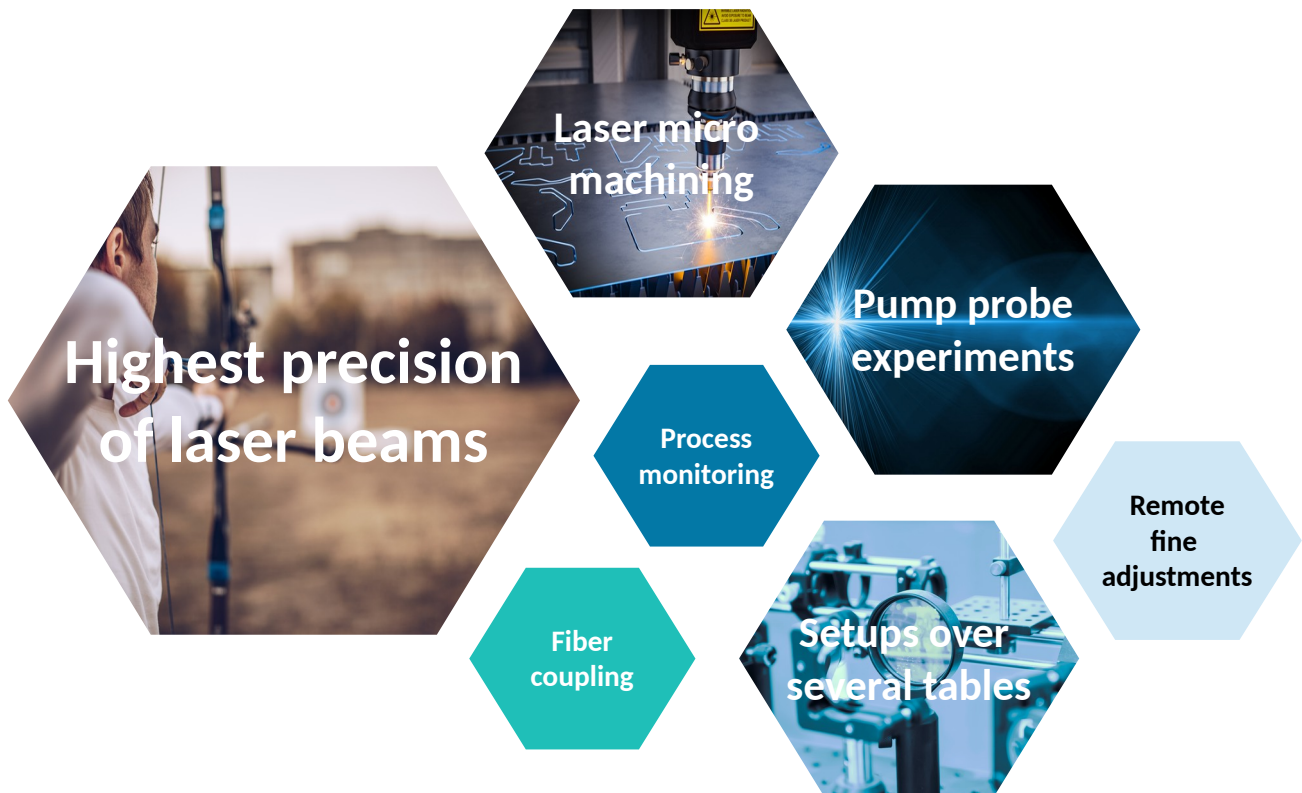 Laser micro
machining
Highest precision
of laser beams
Pump probe
experiments
Process
monitoring
Remote
fine
adjustments
Fiber
coupling
Setups over
several tables